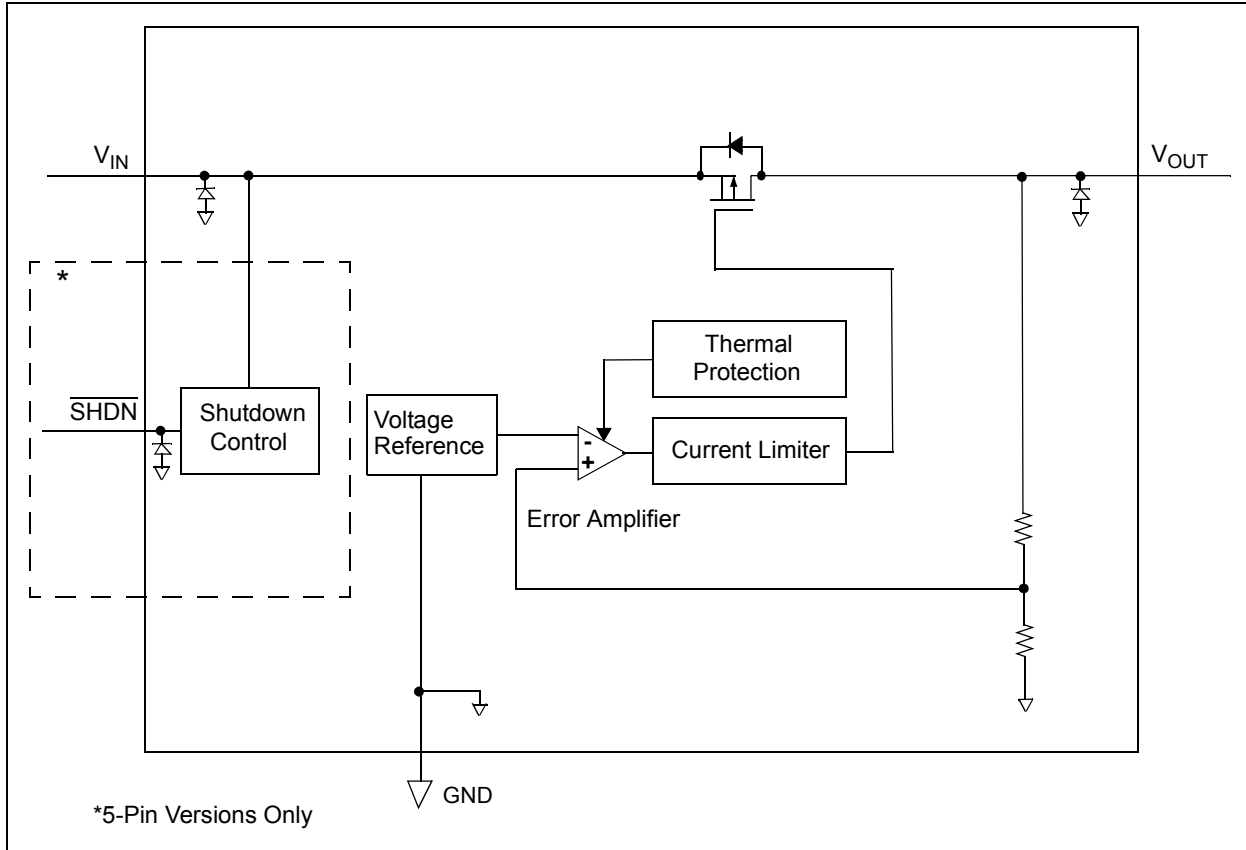 V_IN
V_OUT
*
Thermal
Protection
SHDN
Shutdown
Control
Voltage
Reference
-
+
Current Limiter
Error Amplifier
GND
*5-Pin Versions Only